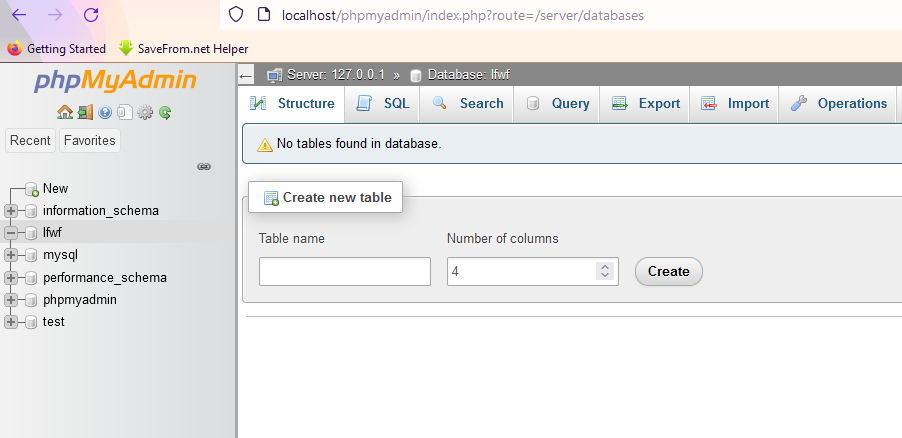 localhost/phpmyadmin/index.php?route=/server/databases
Getting Started SaveFrom.net Helper
phpMyAdmin
Server: 127.0.0.1 » Database: lfwf
Structure SQL Search Query Export Import Operations
Recent Favorites
No tables found in database.
New
information_schema
lfwf
mysql
performance_schema
phpmyadmin
test
Create new table
Table name Number of columns
4 Create